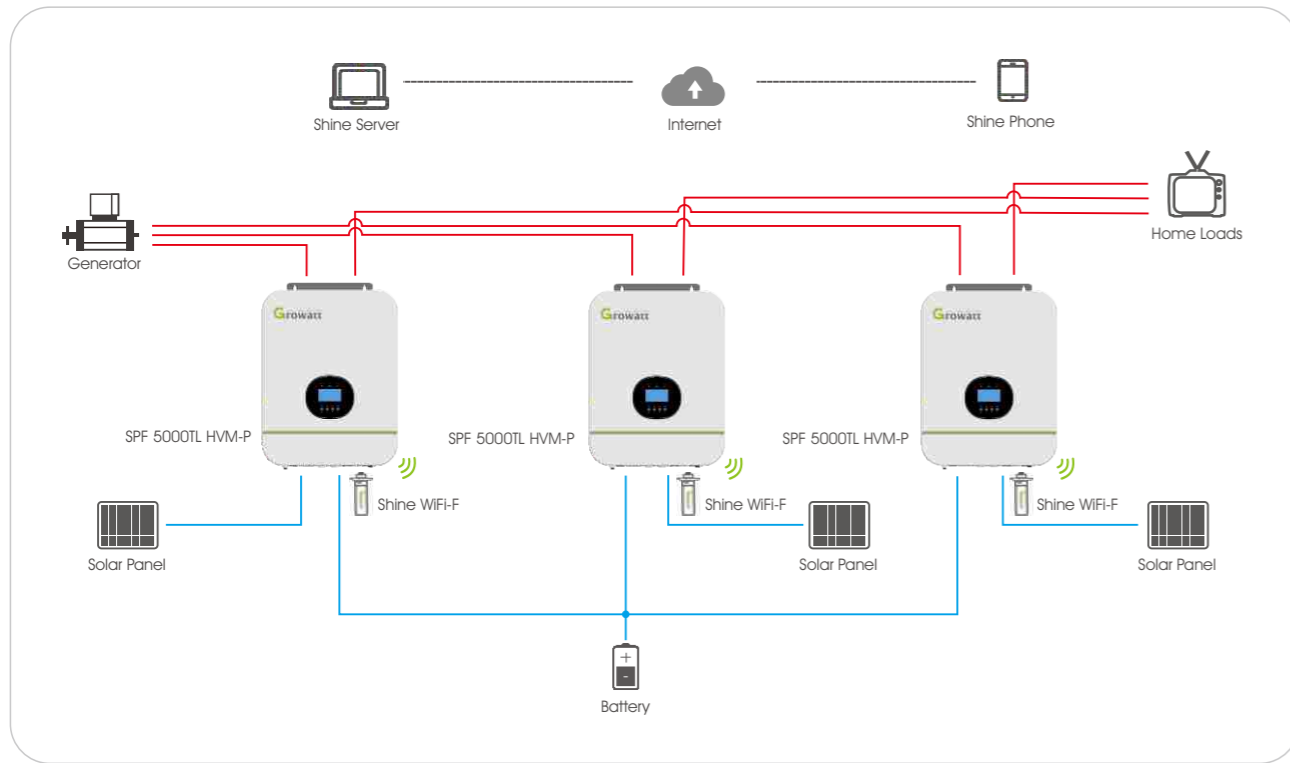 Shine Server
Internet
Shine Phone
Generator
Home Loads
Growatt
Growatt
Growatt
SPF 5000TL HVM-P
SPF 5000TL HVM-P
SPF 5000TL HVM-P
Shine WiFi-F
Shine WiFi-F
Shine WiFi-F
Solar Panel
Solar Panel
Solar Panel
+
-
Battery